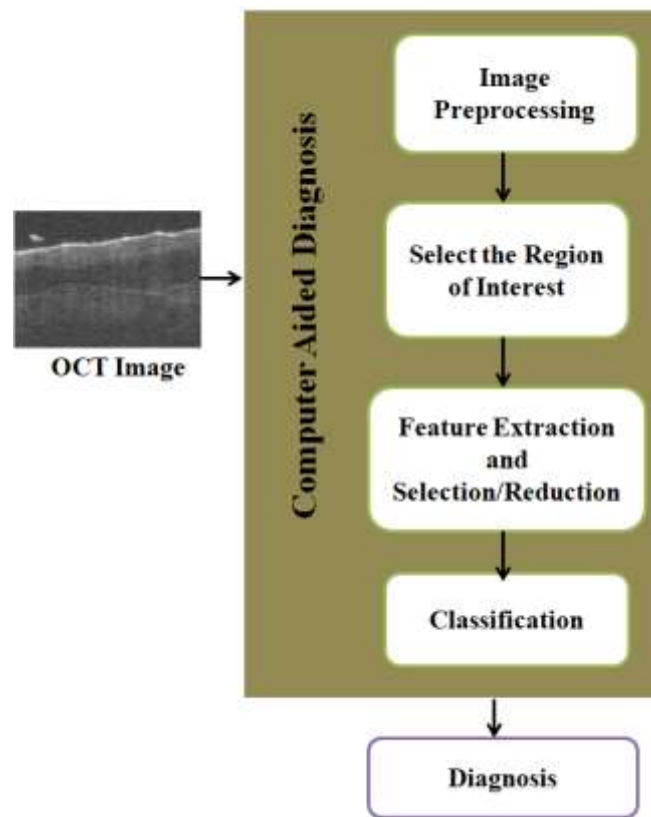 OCT Image
Computer Aided Diagnosis
Image
Preprocessing
Select the Region
of Interest
Feature Extraction
and
Selection/Reduction
Classification
Diagnosis